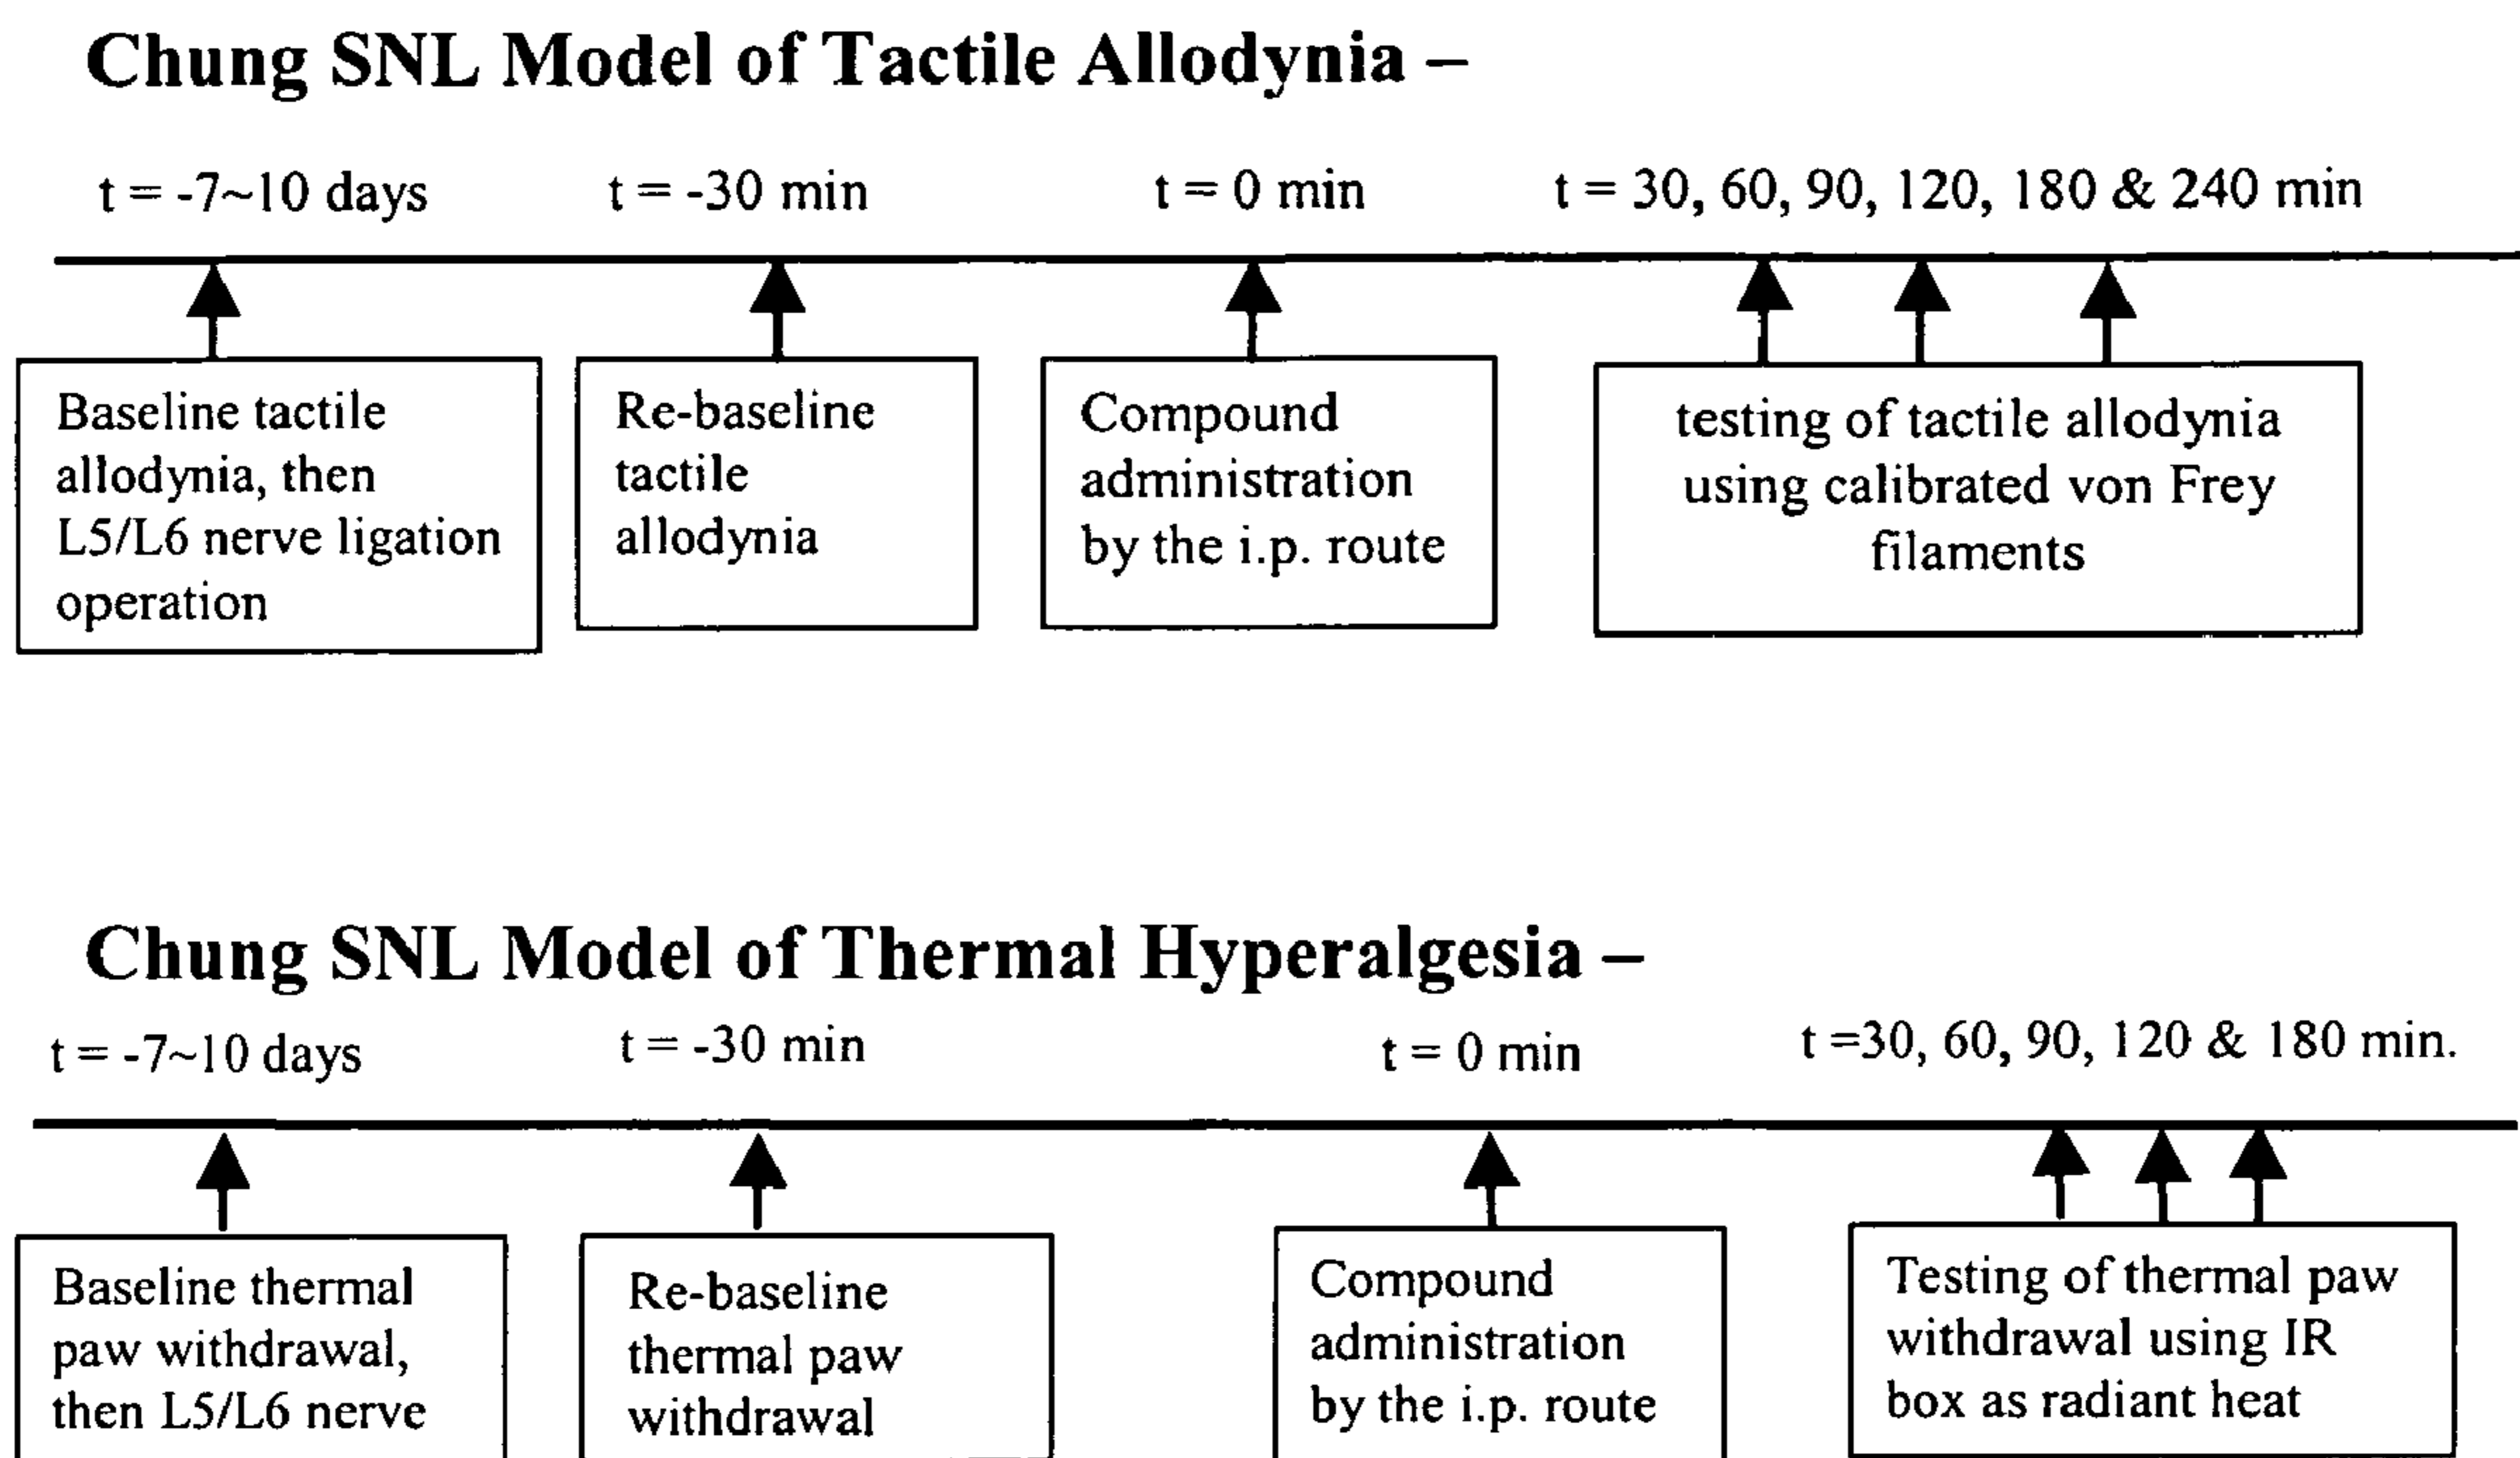 Chung SNL Model of Tactile Allodynia –
t = -7~10 days
t = -30 min
t = 0 min
t = 30, 60, 90, 120, 180 & 240 min
Baseline tactile
allodynia, then
L5/L6 nerve ligation
operation
Re-baseline
tactile
allodynia
Compound
administration
by the i.p. route
testing of tactile allodynia
using calibrated von Frey
filaments
Chung SNL Model of Thermal Hyperalgesia –
t = -7~10 days
t = -30 min
t = 0 min
t =30, 60, 90, 120 & 180 min.
Baseline thermal
paw withdrawal,
then L5/L6 nerve
Re-baseline
thermal paw
withdrawal
Compound
administration
by the i.p. route
Testing of thermal paw
withdrawal using IR
box as radiant heat